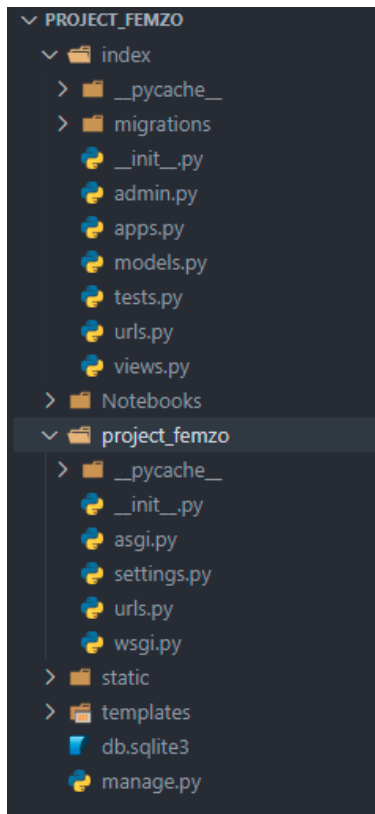 PROJECT_FEMZO
index
__pycache__
migrations
__init__.py
admin.py
apps.py
models.py
tests.py
urls.py
views.py
Notebooks
project_femzo
__pycache__
__init__.py
asgi.py
settings.py
urls.py
wsgi.py
static
templates
db.sqlite3
manage.py